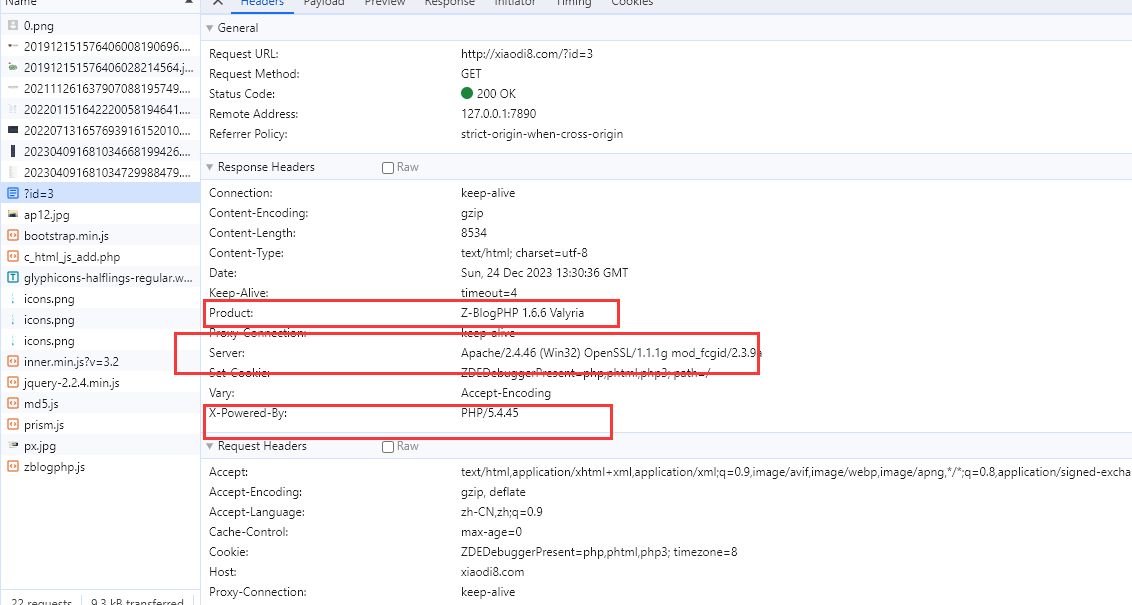 Name
Headers Payload Preview Response Initiator Timing Cookies
0.png
201912151576406008190696....
201912151576406028214564.j...
202111261637907088195749....
202201151642220058194641....
202207131657693916152010....
202304091681034668199426....
202304091681034729988479....
?id=3
ap12.jpg
bootstrap.min.js
c_html_js_add.php
glyphicons-halflings-regular.w...
icons.png
icons.png
icons.png
inner.min.js?v=3.2
jquery-2.2.4.min.js
md5.js
prism.js
px.jpg
zblogphp.js
22 requests 9.3 kB transferred
General
Request URL: http://xiaodi8.com/?id=3
Request Method: GET
Status Code: 200 OK
Remote Address: 127.0.0.1:7890
Referrer Policy: strict-origin-when-cross-origin
Response Headers Raw
Connection: keep-alive
Content-Encoding: gzip
Content-Length: 8534
Content-Type: text/html; charset=utf-8
Date: Sun, 24 Dec 2023 13:30:36 GMT
Keep-Alive: timeout=4
Product: Z-BlogPHP 1.6.6 Valyria
Proxy-Connection: keep-alive
Server: Apache/2.4.46 (Win32) OpenSSL/1.1.1g mod_fcgid/2.3.9a
Set-Cookie: ZDEDebuggerPresent=php,phtml,php3; path=/
Vary: Accept-Encoding
X-Powered-By: PHP/5.4.45
Request Headers Raw
Accept: text/html,application/xhtml+xml,application/xml;q=0.9,image/avif,image/webp,image/apng,*/*;q=0.8,application/signed-excha
Accept-Encoding: gzip, deflate
Accept-Language: zh-CN,zh;q=0.9
Cache-Control: max-age=0
Cookie: ZDEDebuggerPresent=php,phtml,php3; timezone=8
Host: xiaodi8.com
Proxy-Connection: keep-alive